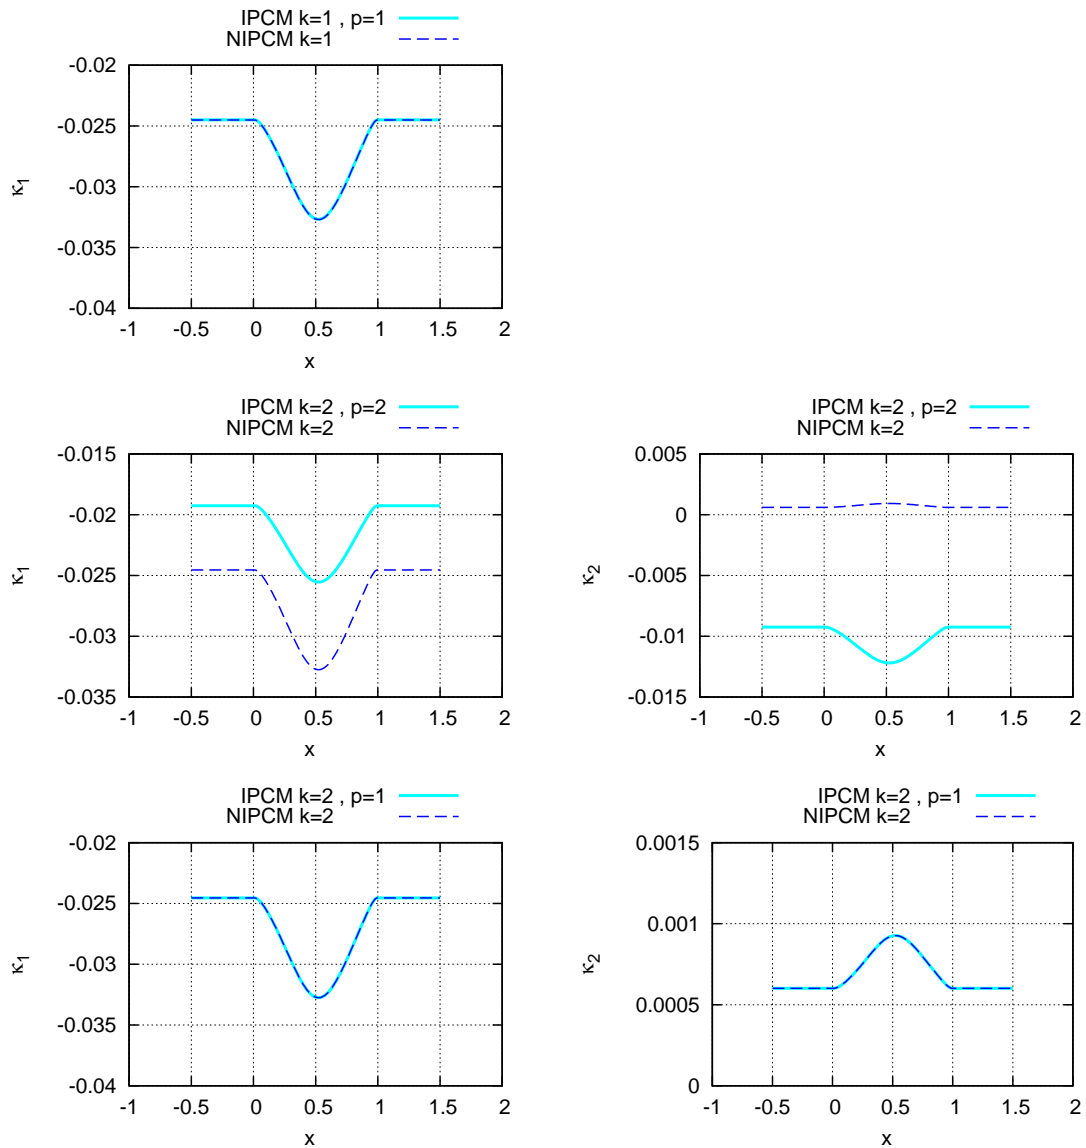 IPCM k=1 , p=1
NIPCM k=1
-0.02
-0.025
-0.03
-0.035
-0.04
κ1
-1 -0.5 0 0.5 1 1.5 2
x
IPCM k=2 , p=2
NIPCM k=2
-0.015
-0.02
-0.025
-0.03
-0.035
κ1
-1 -0.5 0 0.5 1 1.5 2
x
IPCM k=2 , p=2
NIPCM k=2
0.005
0
-0.005
-0.01
-0.015
κ2
-1 -0.5 0 0.5 1 1.5 2
x
IPCM k=2 , p=1
NIPCM k=2
-0.02
-0.025
-0.03
-0.035
-0.04
κ1
-1 -0.5 0 0.5 1 1.5 2
x
IPCM k=2 , p=1
NIPCM k=2
0.0015
0.001
0.0005
0
κ2
-1 -0.5 0 0.5 1 1.5 2
x